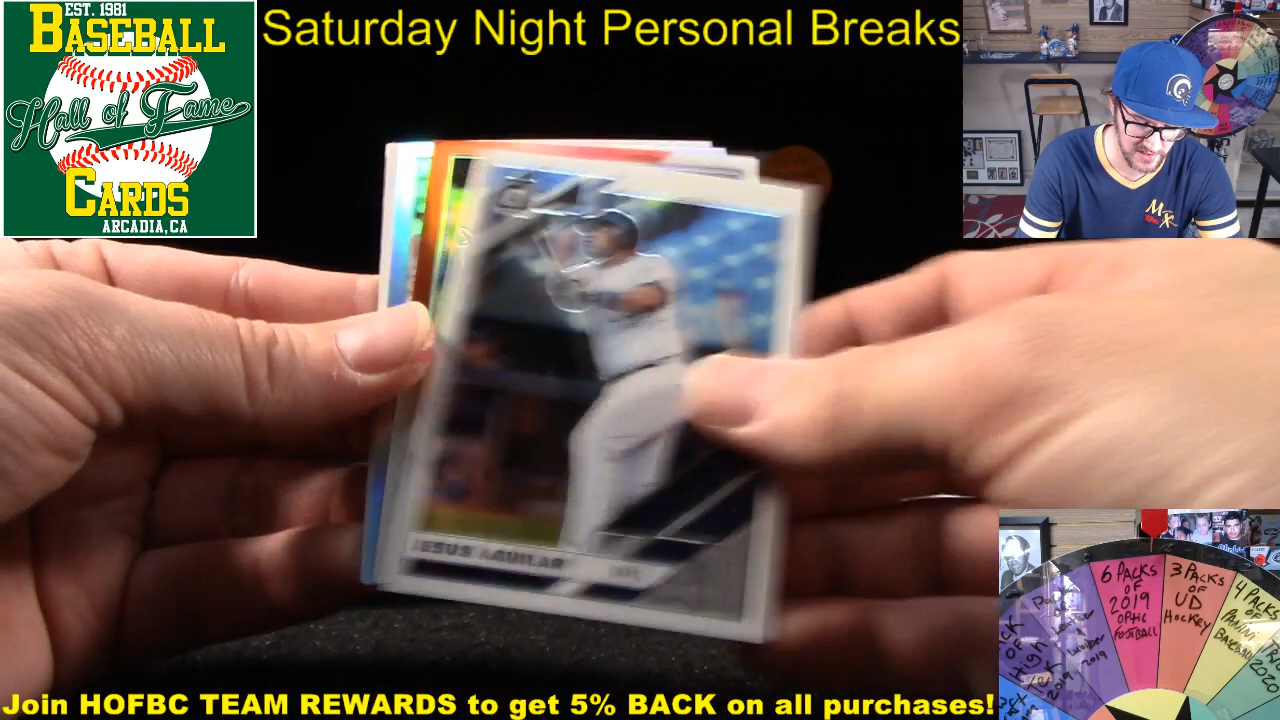 EST. 1981
BASEBALL
Hall of Fame
CARDS
ARCADIA, CA
Saturday Night Personal Breaks
JESUS AGUILAR
6 PACKS
OF
2019
OPTIC
FOOTBALL
3 PACKS
OF
UD
HOCKEY
4 PACKS
OF
PANINI
BASEBALL
2020
Join HOFBC TEAM REWARDS to get 5% BACK on all purchases!